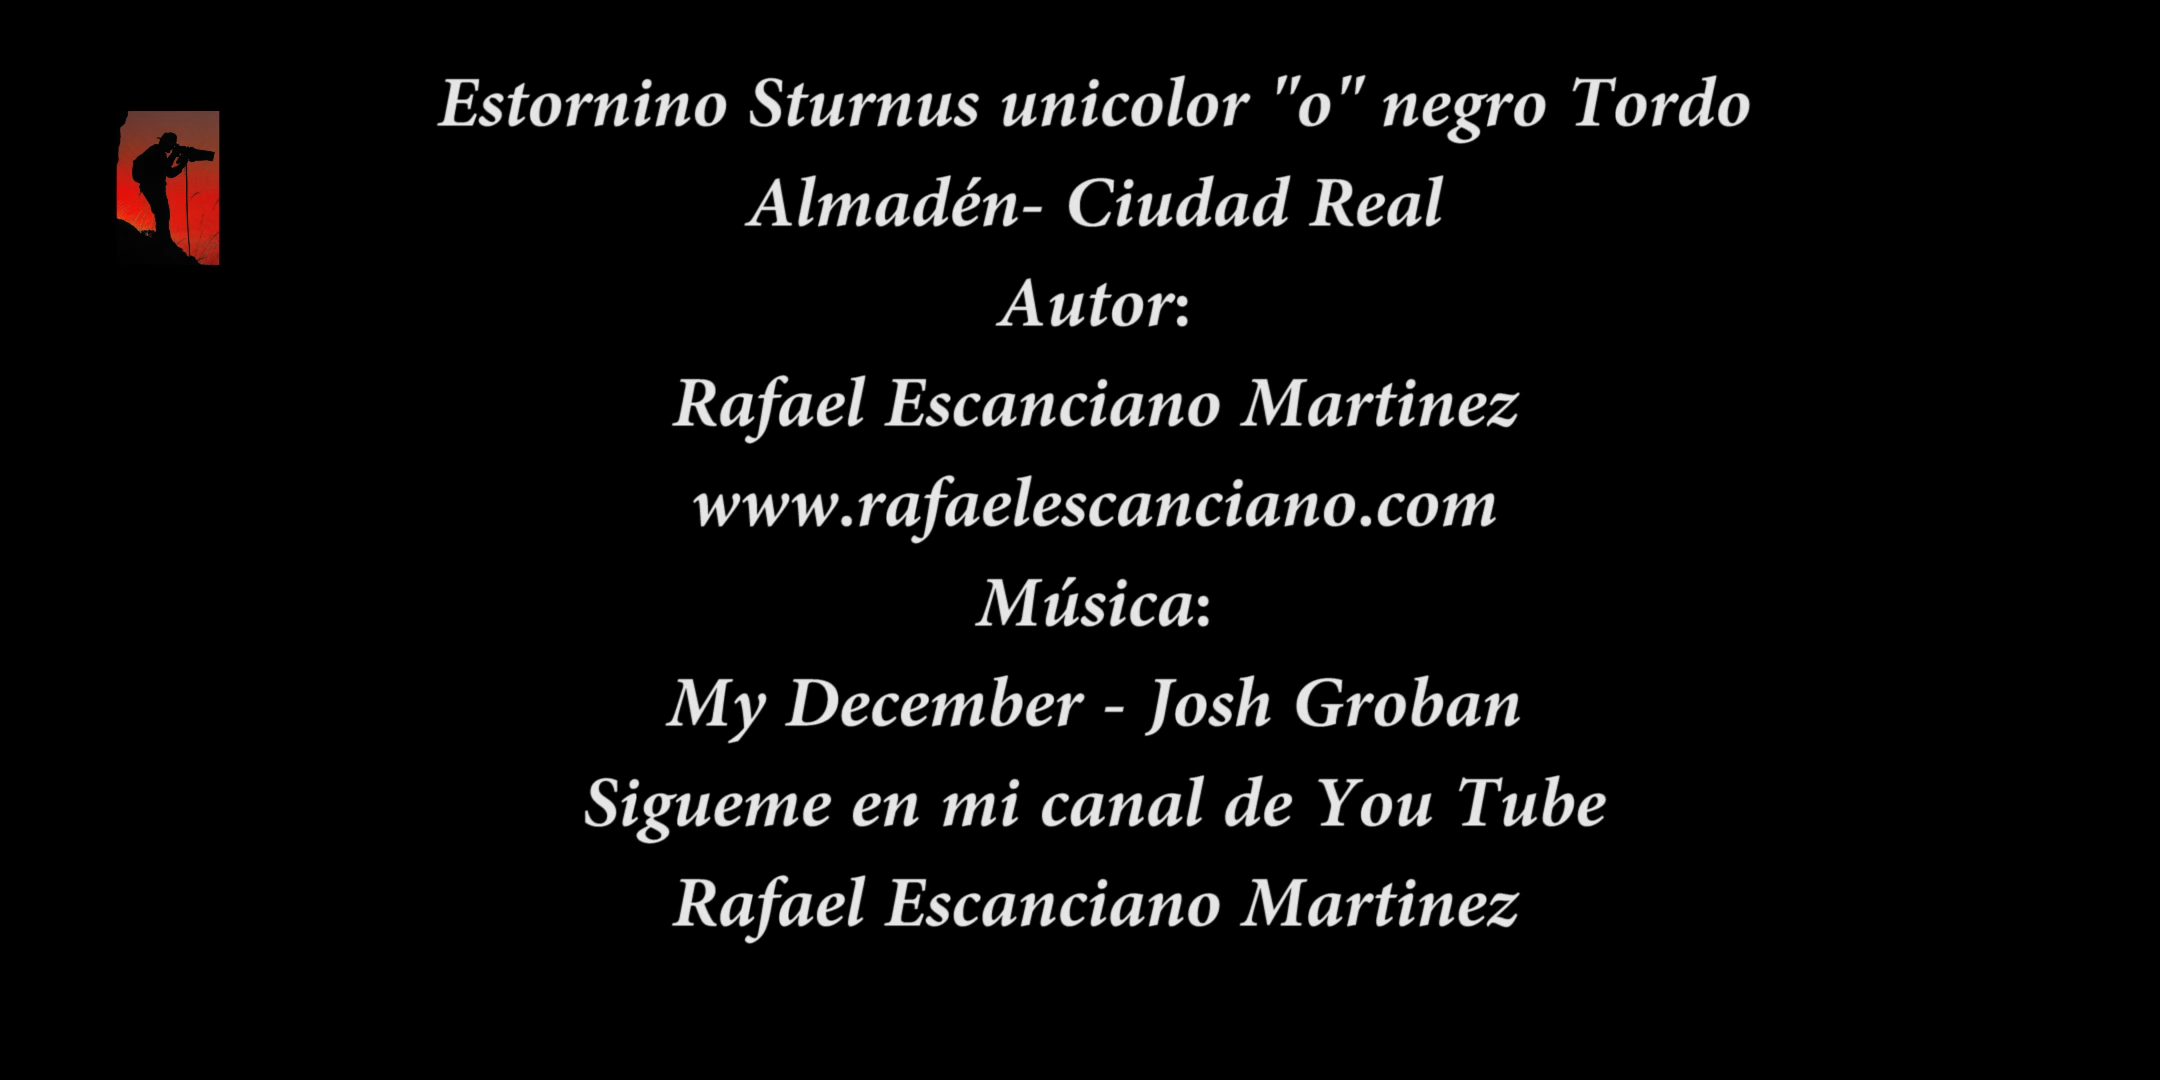 Estornino Sturnus unicolor "o" negro Tordo
Almadén- Ciudad Real
Autor:
Rafael Escanciano Martinez
www.rafaelescanciano.com
Música:
My December - Josh Groban
Sigueme en mi canal de You Tube
Rafael Escanciano Martinez